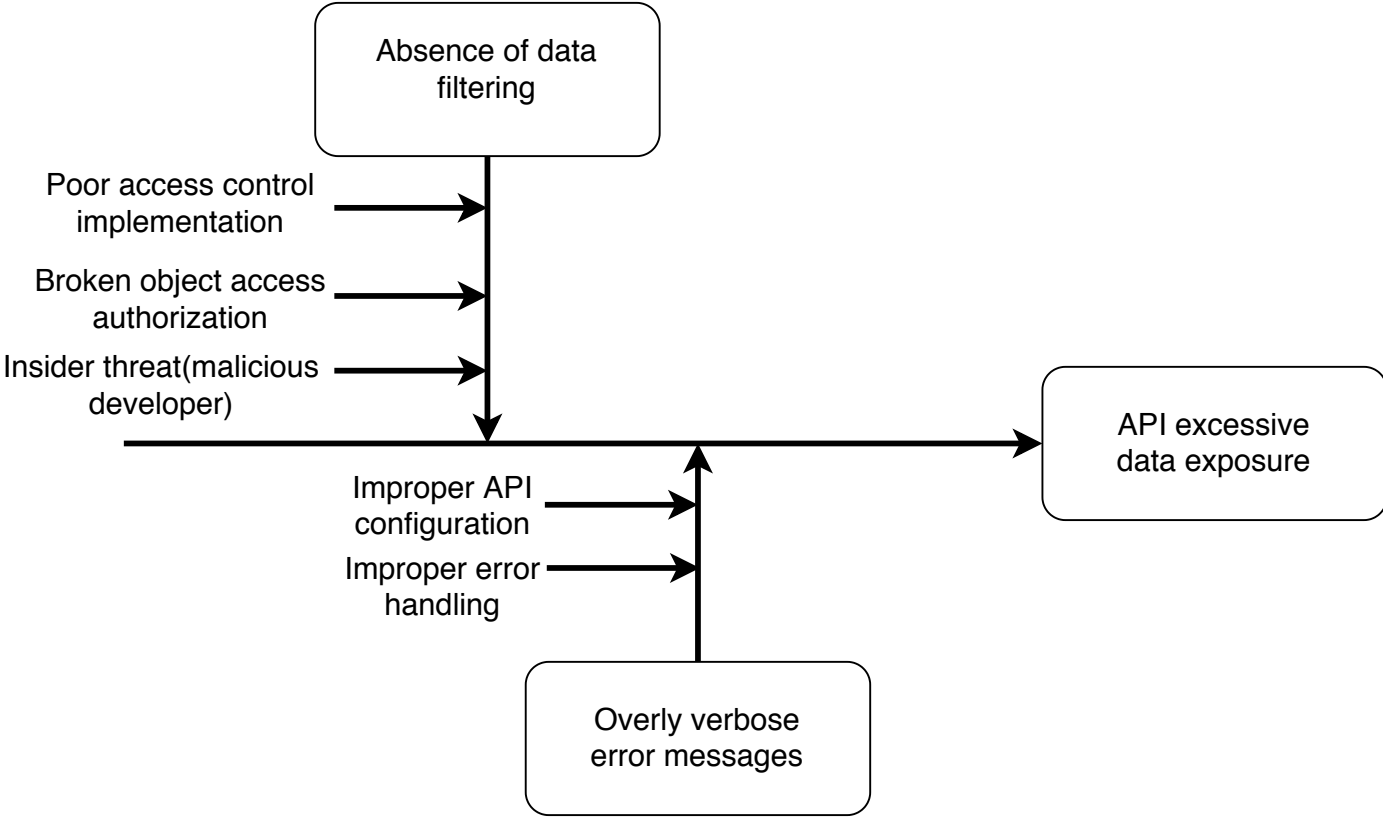 Absence of data
filtering
Poor access control
implementation
Broken object access
authorization
Insider threat(malicious
developer)
API excessive
data exposure
Improper API
configuration
Improper error
handling
Overly verbose
error messages